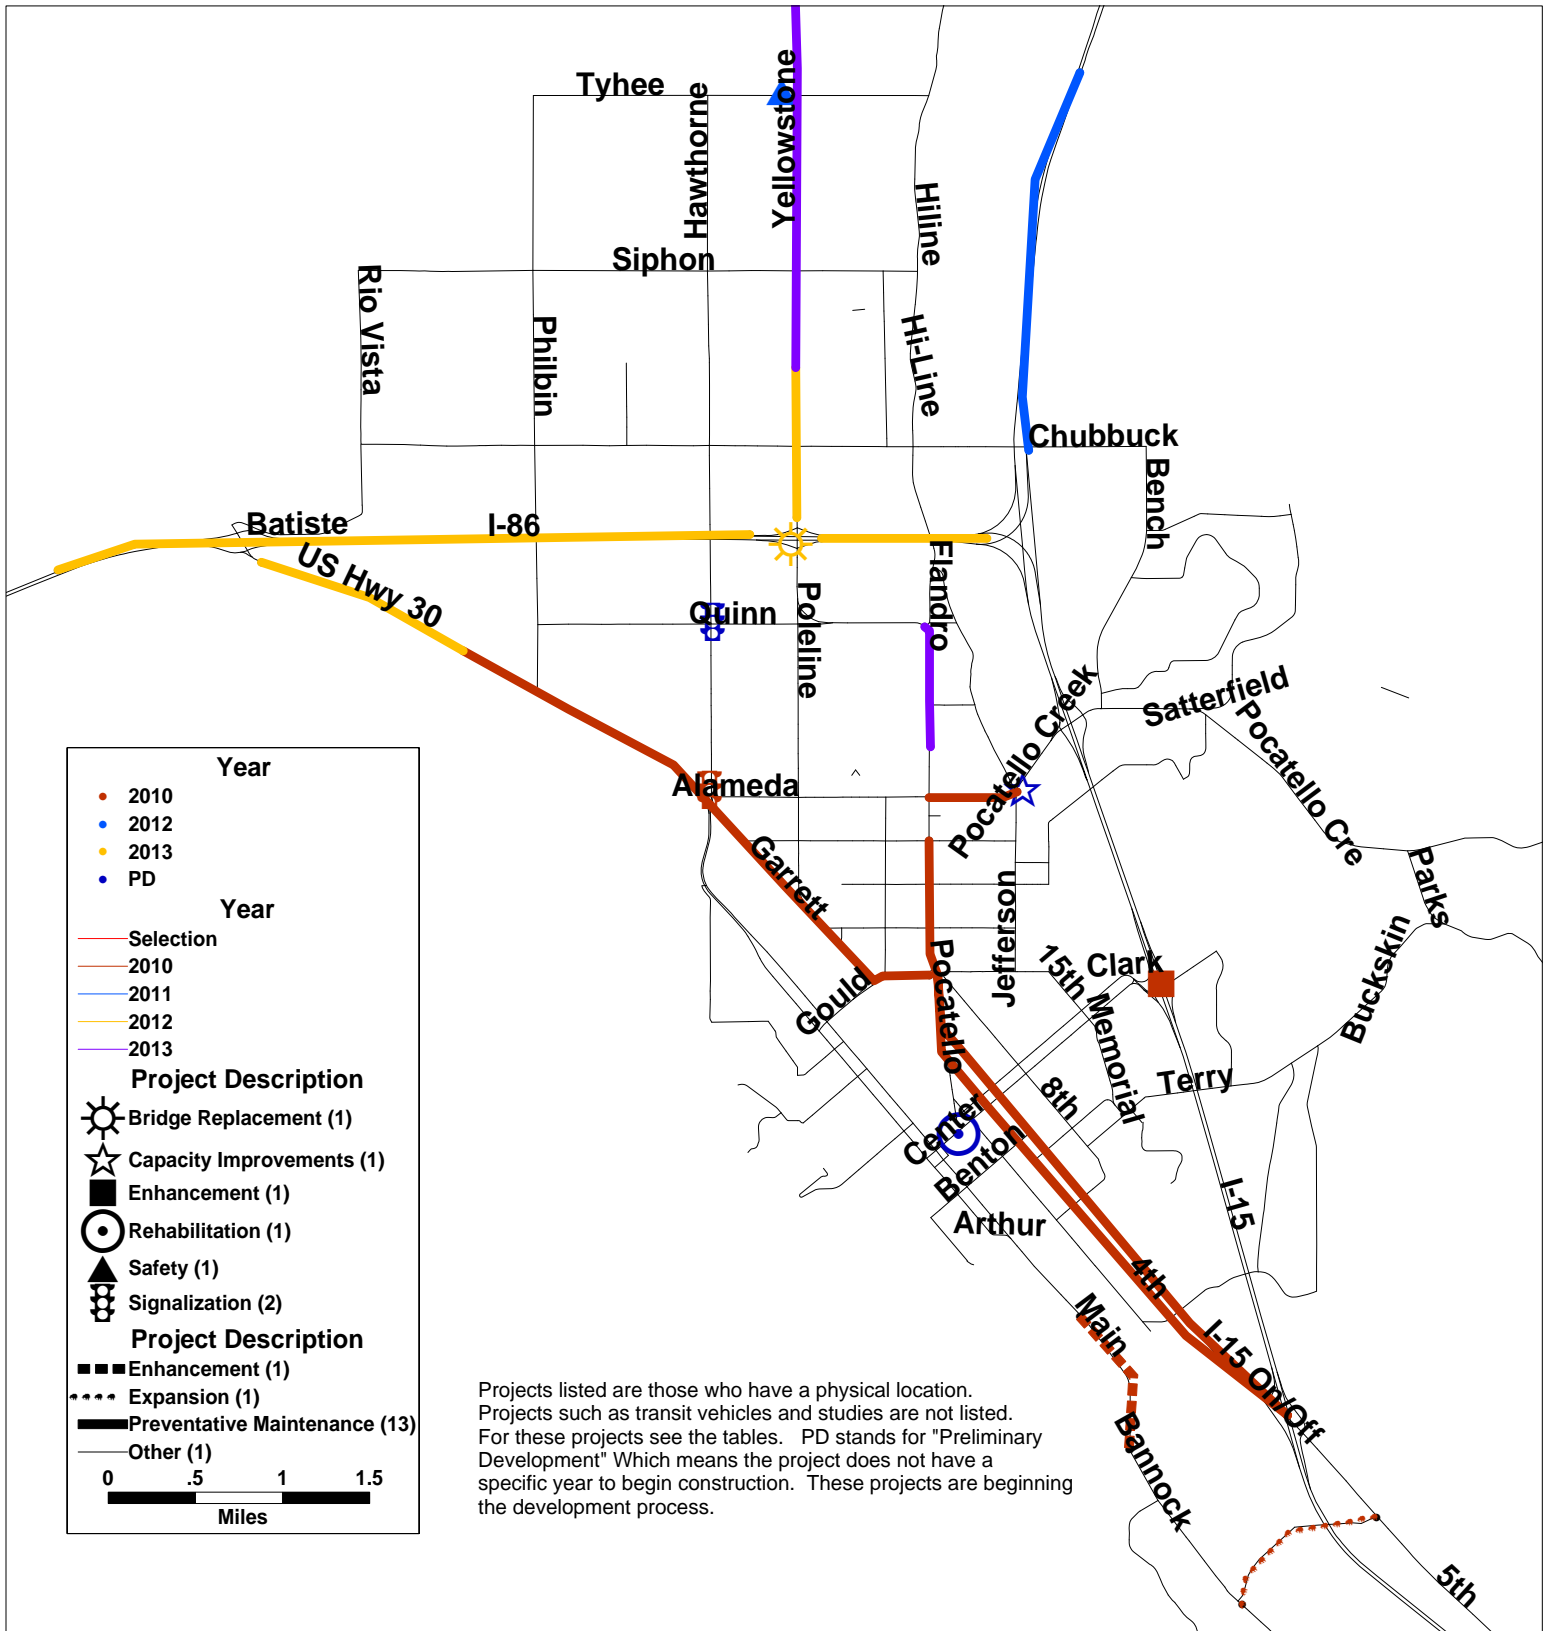 Tyhee
Hawthorne
Yellowstone
Hiline
Siphon
Rio Vista
Philbin
Hi-Line
Chubbuck
Bench
Batiste
I-86
US Hwy 30
Flandro
Quinn
Poleline
Pocatello Creek
Satterfield
Pocatello Cre
Alameda
Garrett
Parks
Jefferson
Buckskin
Pocatello
15th
Clark
Gould
Memorial
Terry
8th
Center
Benton
Arthur
I-15
4th
Main
I-15 On/Off
Bannock
5th
Year
2010
2012
2013
PD
Year
Selection
2010
2011
2012
2013
Project Description
Bridge Replacement (1)
Capacity Improvements (1)
Enhancement (1)
Rehabilitation (1)
Safety (1)
Signalization (2)
Project Description
Enhancement (1)
Expansion (1)
Preventative Maintenance (13)
Other (1)
0 .5 1 1.5
Miles
Projects listed are those who have a physical location.
Projects such as transit vehicles and studies are not listed.
For these projects see the tables. PD stands for "Preliminary
Development" Which means the project does not have a
specific year to begin construction. These projects are beginning
the development process.